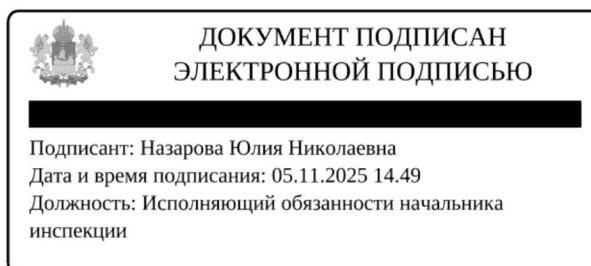 ДОКУМЕНТ ПОДПИСАН
ЭЛЕКТРОННОЙ ПОДПИСЬЮ
Подписант: Назарова Юлия Николаевна
Дата и время подписания: 05.11.2025 14.49
Должность: Исполняющий обязанности начальника
инспекции